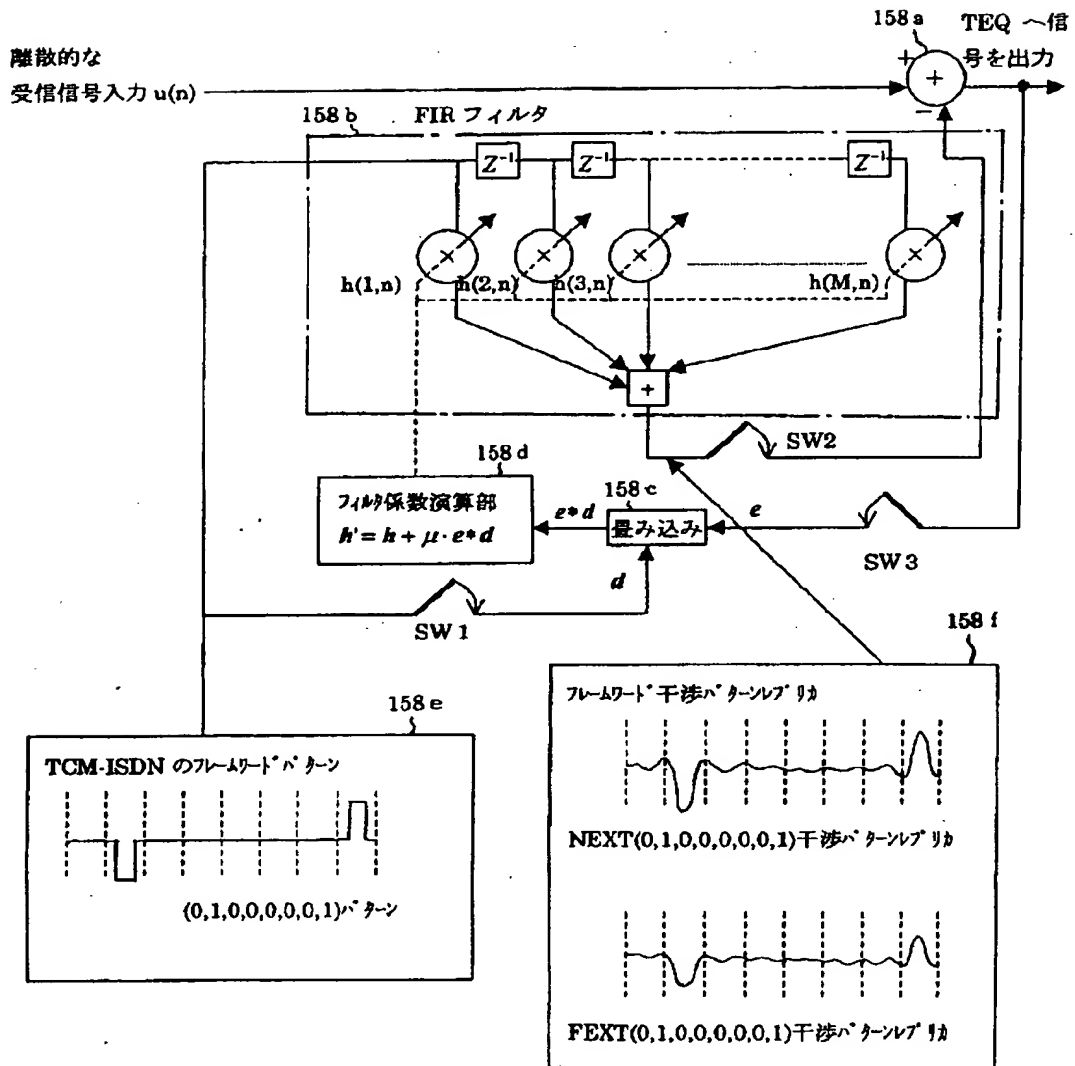 158a
TEQ へ信
号を出力
離散的な
受信信号入力 u(n)
+
+
−
158b
FIR フィルタ
Z⁻¹
Z⁻¹
Z⁻¹
×
×
×
×
h(1,n)
h(2,n)
h(3,n)
h(M,n)
+
SW2
158d
フィルタ係数演算部
h' = h + μ·e*d
e*d
158c
畳み込み
e
SW3
d
SW1
158f
フレームワード干渉パターンレプリカ
NEXT(0,1,0,0,0,0,0,1)干渉パターンレプリカ
FEXT(0,1,0,0,0,0,0,1)干渉パターンレプリカ
158e
TCM-ISDN のフレームワードパターン
(0,1,0,0,0,0,0,1)パターン